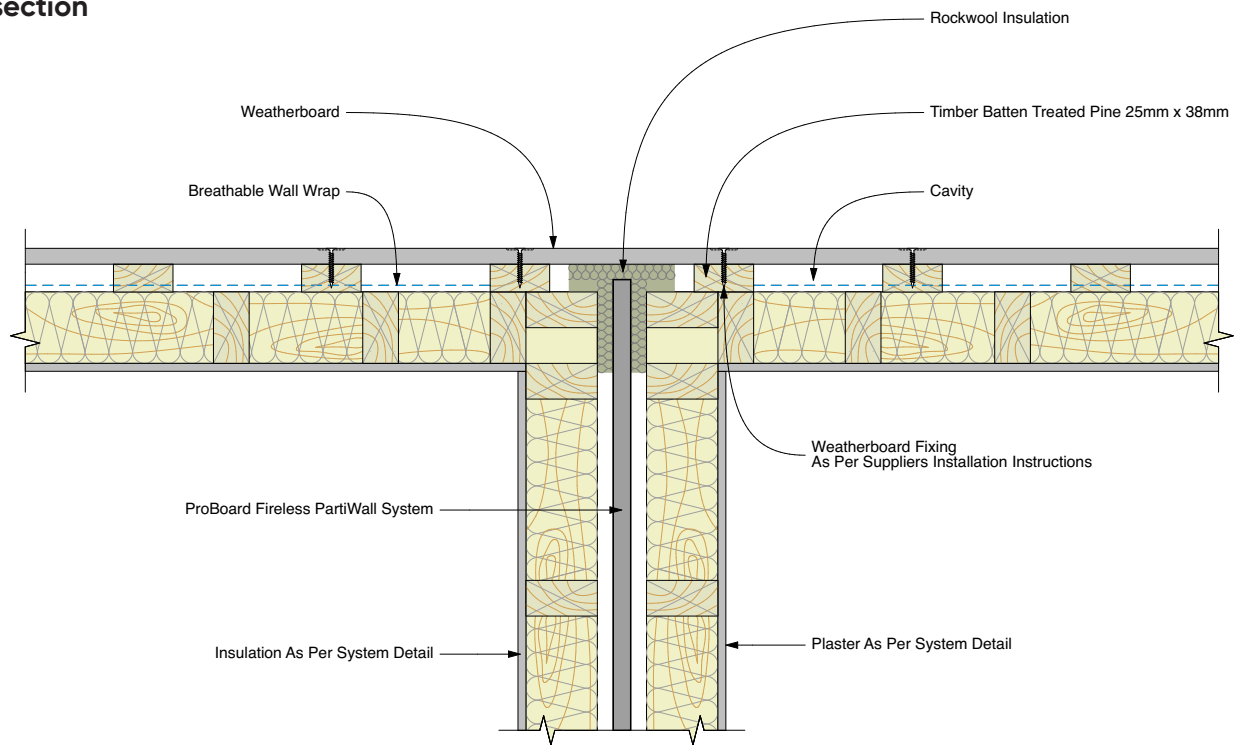 section
Rockwool Insulation
Weatherboard
Timber Batten Treated Pine 25mm x 38mm
Breathable Wall Wrap
Cavity
Weatherboard Fixing
As Per Suppliers Installation Instructions
ProBoard Fireless PartiWall System
Insulation As Per System Detail
Plaster As Per System Detail